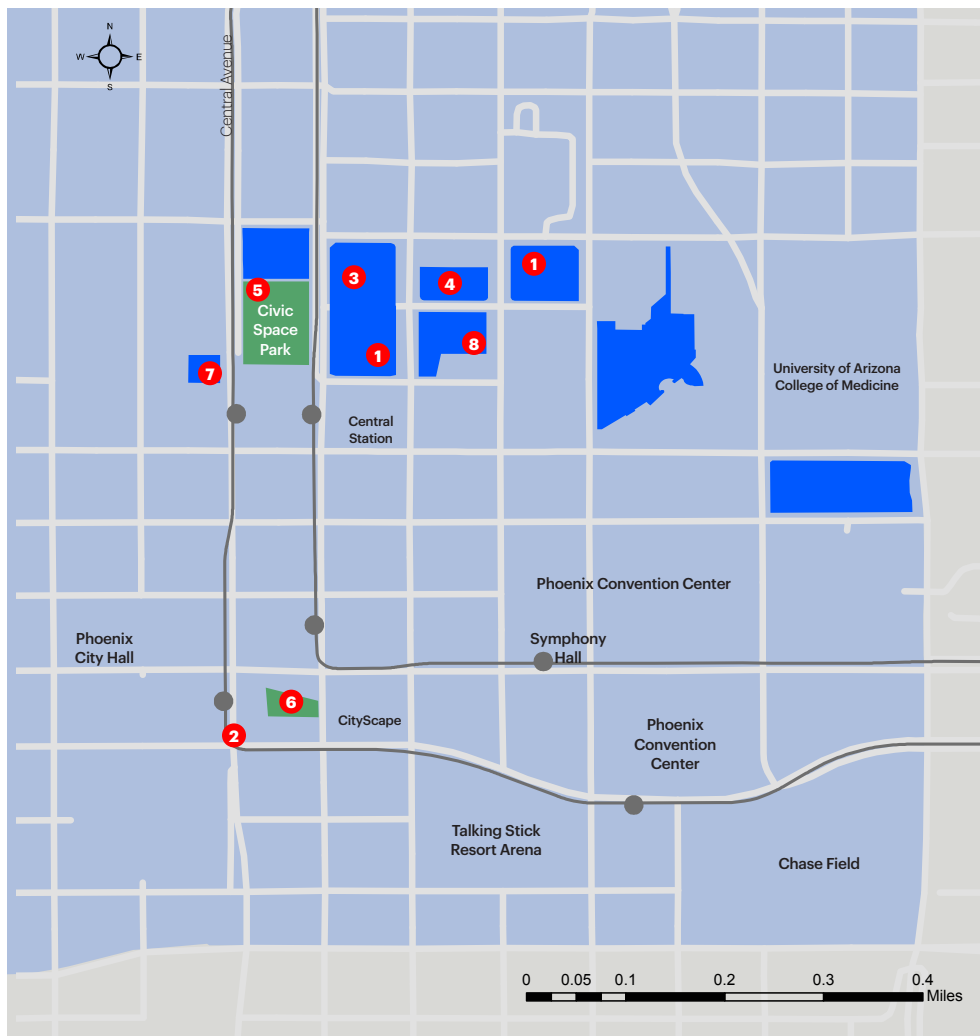 N
W E
S
Central Avenue
3
1
4
5
Civic
Space
Park
8
1
7
University of Arizona
College of Medicine
Central
Station
Phoenix Convention Center
Phoenix
City Hall
Symphony
Hall
6
CityScape
2
Phoenix
Convention
Center
Talking Stick
Resort Arena
Chase Field
0 0.05 0.1 0.2 0.3 0.4
Miles